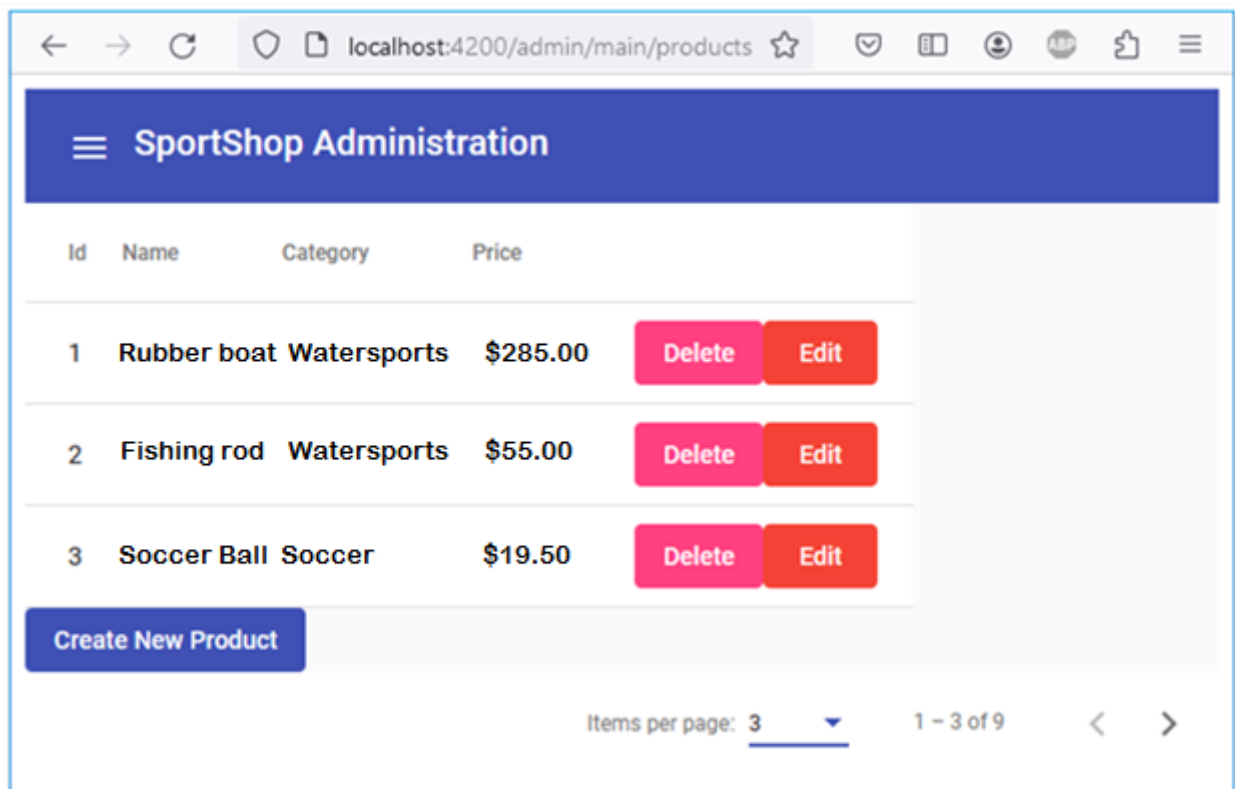 localhost:4200/admin/main/products ABP
SportShop Administration
Id Name Category Price
1 Rubber boat Watersports $285.00 Delete Edit
2 Fishing rod Watersports $55.00 Delete Edit
3 Soccer Ball Soccer $19.50 Delete Edit
Create New Product
Items per page: 3 1 – 3 of 9